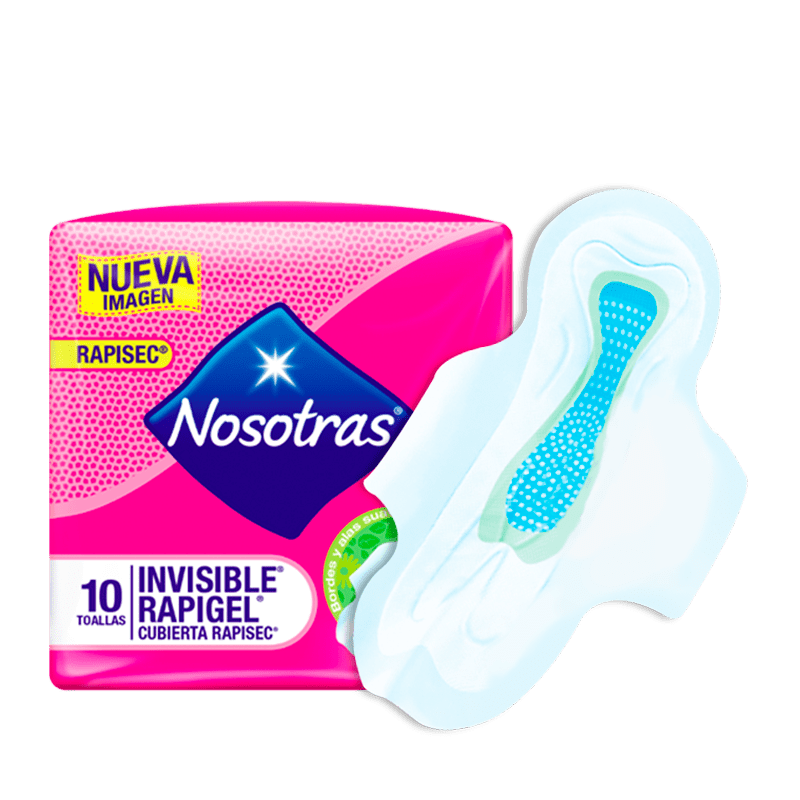 NUEVA
IMAGEN
RAPISEC®
Nosotras®
Bordes y alas
10
TOALLAS
INVISIBLE®
RAPIGEL®
CUBIERTA RAPISEC®